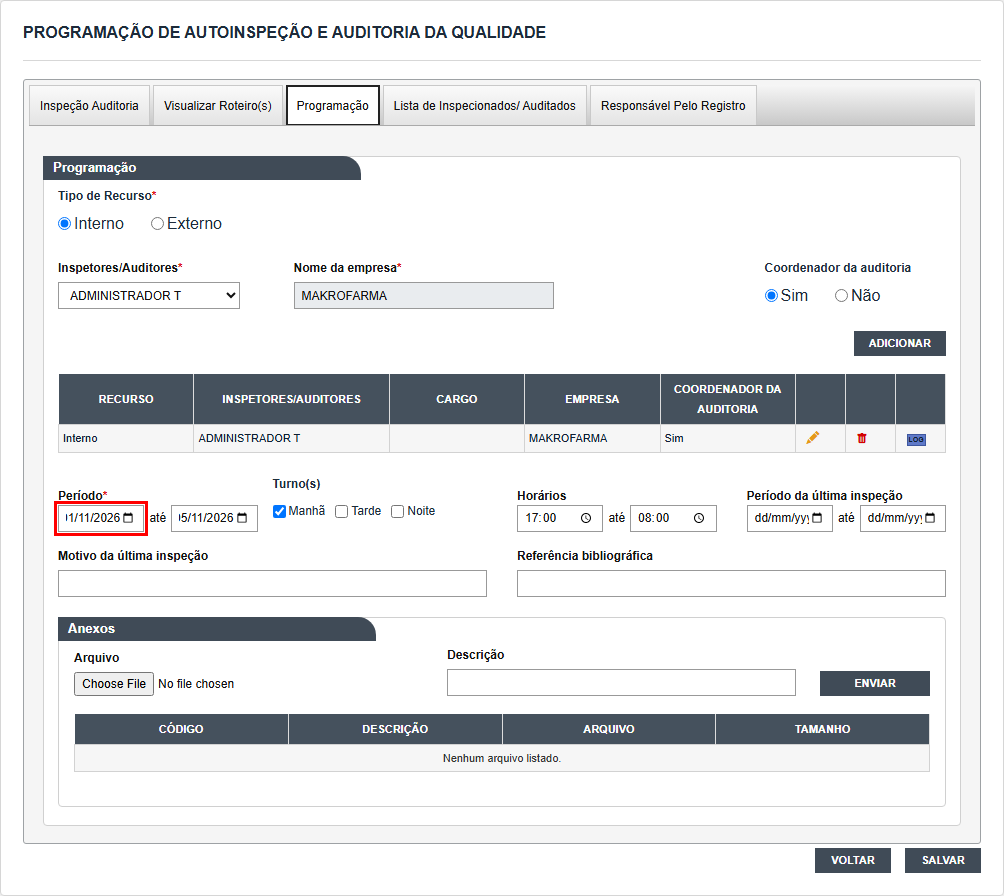 PROGRAMAÇÃO DE AUTOINSPEÇÃO E AUDITORIA DA QUALIDADE
Inspeção Auditoria
Visualizar Roteiro(s)
Programação
Lista de Inspecionados/ Auditados
Responsável Pelo Registro
Programação
Tipo de Recurso*
Interno
Externo
Inspetores/Auditores*
Nome da empresa*
Coordenador da auditoria
ADMINISTRADOR T
MAKROFARMA
Sim
Não
ADICIONAR
RECURSO
INSPETORES/AUDITORES
CARGO
EMPRESA
COORDENADOR DA
AUDITORIA
Interno
ADMINISTRADOR T
MAKROFARMA
Sim
LOG
Período*
Turno(s)
Horários
Período da última inspeção
1/11/2026
até
5/11/2026
Manhã
Tarde
Noite
17:00
até
08:00
dd/mm/yyy
até
dd/mm/yyy
Motivo da última inspeção
Referência bibliográfica
Anexos
Arquivo
Descrição
Choose File
No file chosen
ENVIAR
CÓDIGO
DESCRIÇÃO
ARQUIVO
TAMANHO
Nenhum arquivo listado.
VOLTAR
SALVAR